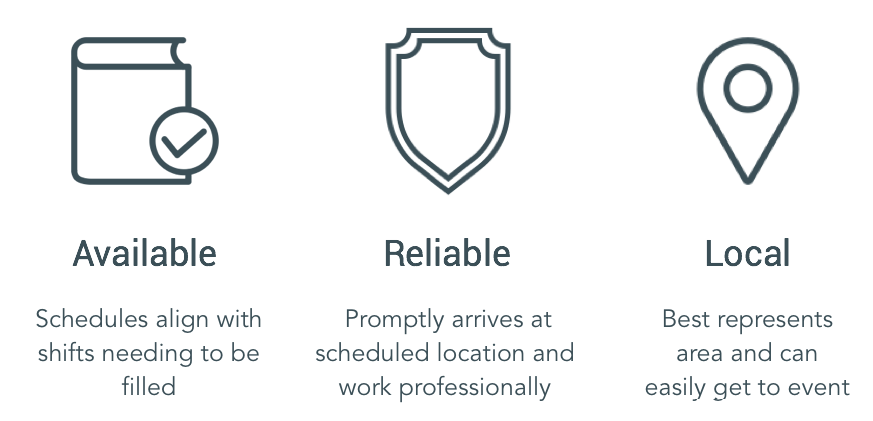 Available
Schedules align with
shifts needing to be
filled
Reliable
Promptly arrives at
scheduled location and
work professionally
Local
Best represents
area and can
easily get to event